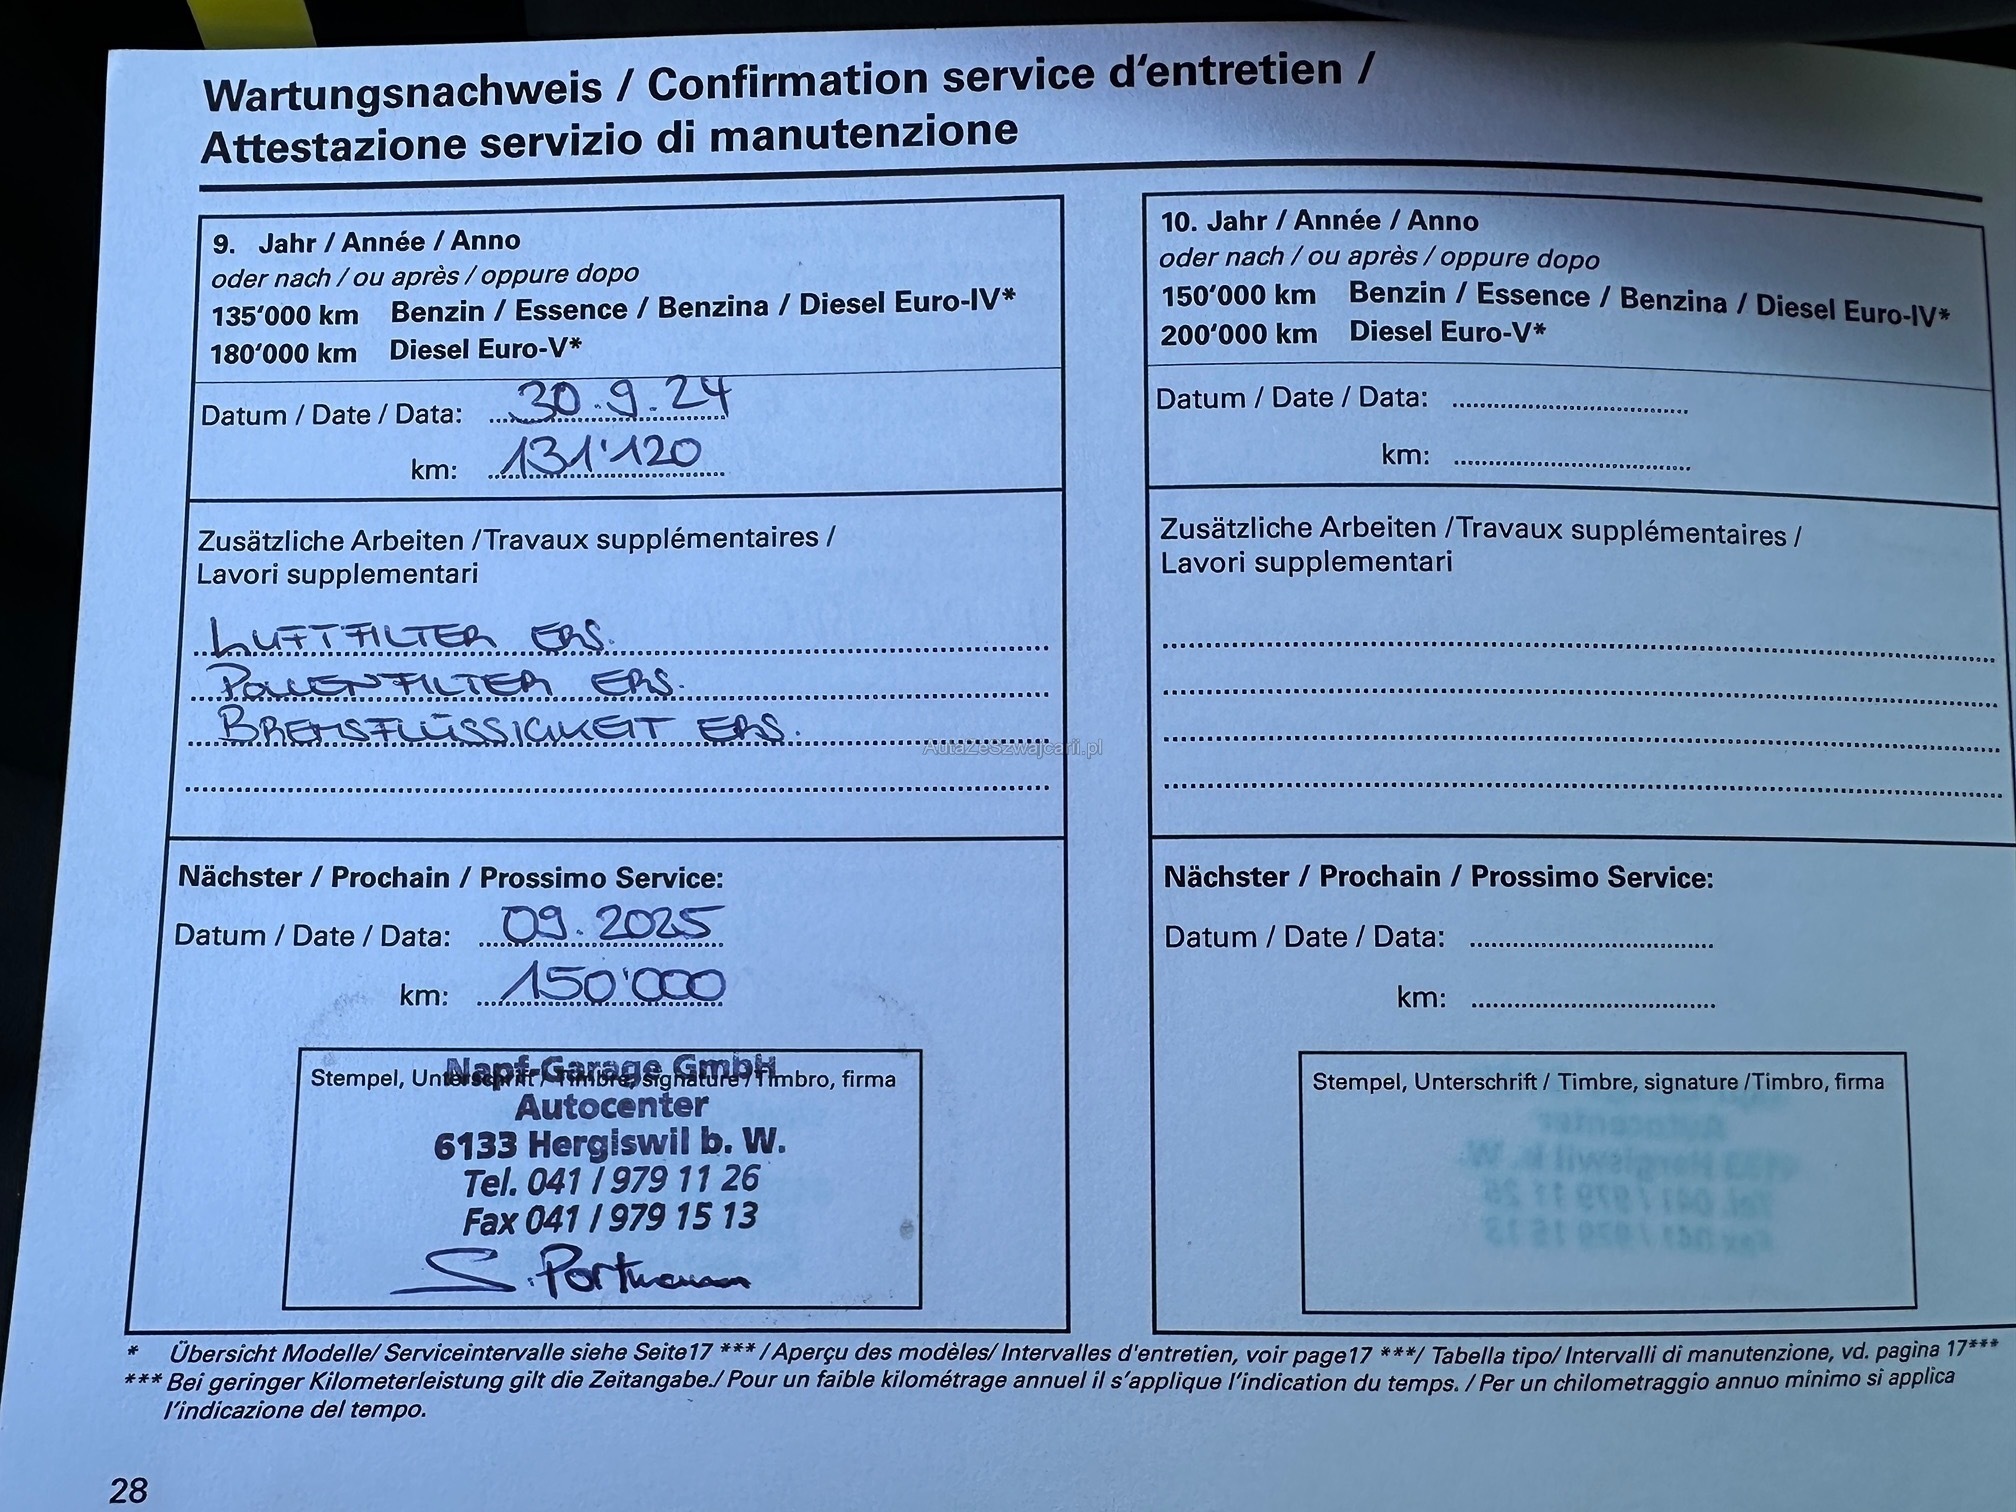 Wartungsnachweis / Confirmation service d'entretien /
Attestazione servizio di manutenzione
9. Jahr / Année / Anno
oder nach / ou après / oppure dopo
135'000 km Benzin / Essence / Benzina / Diesel Euro-IV*
180'000 km Diesel Euro-V*
Datum / Date / Data: 30.9.24
km: 131'120
Zusätzliche Arbeiten / Travaux supplémentaires /
Lavori supplementari
LUFTFILTER ERS.
POLLENFILTER ERS.
BREMSFLÜSSIGKEIT ERS.
Nächster / Prochain / Prossimo Service:
Datum / Date / Data: 09.2025
km: 150'000
Stempel, Unterschrift / Timbre, signature / Timbro, firma
Napf-Garage GmbH
Autocenter
6133 Hergiswil b. W.
Tel. 041 / 979 11 26
Fax 041 / 979 15 13
S. Portmann
10. Jahr / Année / Anno
oder nach / ou après / oppure dopo
150'000 km Benzin / Essence / Benzina / Diesel Euro-IV*
200'000 km Diesel Euro-V*
Datum / Date / Data:
km:
Zusätzliche Arbeiten / Travaux supplémentaires /
Lavori supplementari
Nächster / Prochain / Prossimo Service:
Datum / Date / Data:
km:
Stempel, Unterschrift / Timbre, signature / Timbro, firma
AutaZeSzwajcarii.pl
* Übersicht Modelle/ Serviceintervalle siehe Seite17 *** / Aperçu des modèles/ Intervalles d'entretien, voir page17 ***/ Tabella tipo/ Intervalli di manutenzione, vd. pagina 17***
*** Bei geringer Kilometerleistung gilt die Zeitangabe./ Pour un faible kilométrage annuel il s'applique l'indication du temps. / Per un chilometraggio annuo minimo si applica
l'indicazione del tempo.
28